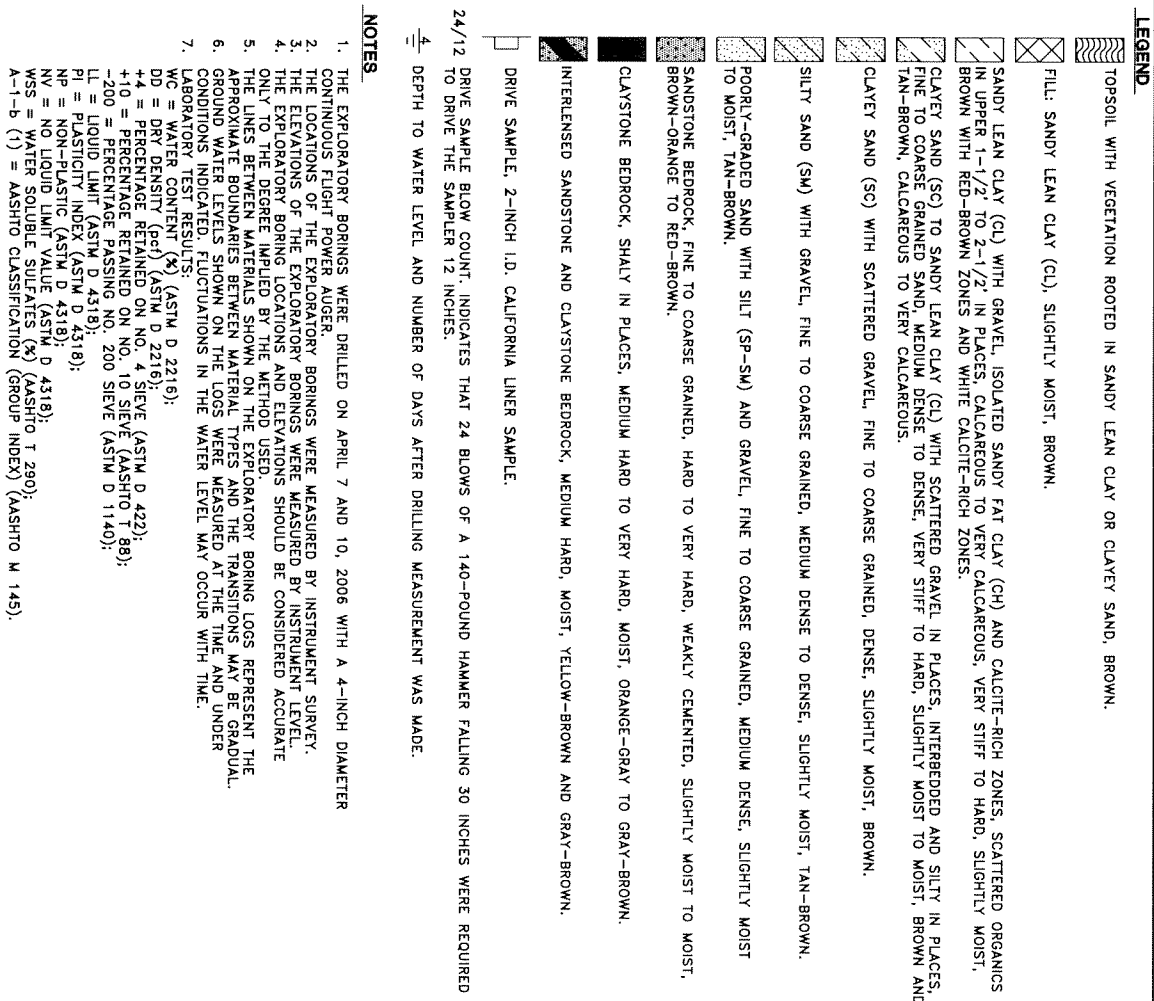 LEGEND
TOPSOIL WITH VEGETATION ROOTED IN SANDY LEAN CLAY OR CLAYEY SAND, BROWN.
FILL: SANDY LEAN CLAY (CL), SLIGHTLY MOIST, BROWN.
SANDY LEAN CLAY (CL) WITH GRAVEL, ISOLATED SANDY FAT CLAY (CH) AND CALCITE-RICH ZONES, SCATTERED ORGANICS
IN UPPER 1-1/2' TO 2-1/2' IN PLACES, CALCAREOUS TO VERY CALCAREOUS, VERY STIFF TO HARD, SLIGHTLY MOIST,
BROWN WITH RED-BROWN ZONES AND WHITE CALCITE-RICH ZONES.
CLAYEY SAND (SC) TO SANDY LEAN CLAY (CL) WITH SCATTERED GRAVEL IN PLACES, INTERBEDDED AND SILTY IN PLACES,
FINE TO COARSE GRAINED SAND, MEDIUM DENSE TO DENSE, VERY STIFF TO HARD, SLIGHTLY MOIST TO MOIST, BROWN AND
TAN-BROWN, CALCAREOUS TO VERY CALCAREOUS.
CLAYEY SAND (SC) WITH SCATTERED GRAVEL, FINE TO COARSE GRAINED, DENSE, SLIGHTLY MOIST, BROWN.
SILTY SAND (SM) WITH GRAVEL, FINE TO COARSE GRAINED, MEDIUM DENSE TO DENSE, SLIGHTLY MOIST, TAN-BROWN.
POORLY-GRADED SAND WITH SILT (SP-SM) AND GRAVEL, FINE TO COARSE GRAINED, MEDIUM DENSE, SLIGHTLY MOIST
TO MOIST, TAN-BROWN.
SANDSTONE BEDROCK, FINE TO COARSE GRAINED, HARD TO VERY HARD, WEAKLY CEMENTED, SLIGHTLY MOIST TO MOIST,
BROWN-ORANGE TO RED-BROWN.
CLAYSTONE BEDROCK, SHALY IN PLACES, MEDIUM HARD TO VERY HARD, MOIST, ORANGE-GRAY TO GRAY-BROWN.
INTERLENSED SANDSTONE AND CLAYSTONE BEDROCK, MEDIUM HARD, MOIST, YELLOW-BROWN AND GRAY-BROWN.
DRIVE SAMPLE, 2-INCH I.D. CALIFORNIA LINER SAMPLE.
24/12 DRIVE SAMPLE BLOW COUNT, INDICATES THAT 24 BLOWS OF A 140-POUND HAMMER FALLING 30 INCHES WERE REQUIRED
TO DRIVE THE SAMPLER 12 INCHES.
4 DEPTH TO WATER LEVEL AND NUMBER OF DAYS AFTER DRILLING MEASUREMENT WAS MADE.
NOTES
1. THE EXPLORATORY BORINGS WERE DRILLED ON APRIL 7 AND 10, 2006 WITH A 4-INCH DIAMETER
CONTINUOUS FLIGHT POWER AUGER.
2. THE LOCATIONS OF THE EXPLORATORY BORINGS WERE MEASURED BY INSTRUMENT SURVEY.
3. THE ELEVATIONS OF THE EXPLORATORY BORINGS WERE MEASURED BY INSTRUMENT LEVEL.
4. THE EXPLORATORY BORING LOCATIONS AND ELEVATIONS SHOULD BE CONSIDERED ACCURATE
ONLY TO THE DEGREE IMPLIED BY THE METHOD USED.
5. THE LINES BETWEEN MATERIALS SHOWN ON THE EXPLORATORY BORING LOGS REPRESENT THE
APPROXIMATE BOUNDARIES BETWEEN MATERIAL TYPES AND THE TRANSITIONS MAY BE GRADUAL.
6. GROUND WATER LEVELS SHOWN ON THE LOGS WERE MEASURED AT THE TIME AND UNDER
CONDITIONS INDICATED. FLUCTUATIONS IN THE WATER LEVEL MAY OCCUR WITH TIME.
7. LABORATORY TEST RESULTS:
WC = WATER CONTENT (%) (ASTM D 2216);
DD = DRY DENSITY (pcf) (ASTM D 2216);
+4 = PERCENTAGE RETAINED ON NO. 4 SIEVE (ASTM D 422);
+10 = PERCENTAGE RETAINED ON NO. 10 SIEVE (AASHTO T 88);
-200 = PERCENTAGE PASSING NO. 200 SIEVE (ASTM D 1140);
LL = LIQUID LIMIT (ASTM D 4318);
PI = PLASTICITY INDEX (ASTM D 4318);
NP = NON-PLASTIC (ASTM D 4318);
NV = NO LIQUID LIMIT VALUE (ASTM D 4318);
WSS = WATER SOLUBLE SULFATES (%) (AASHTO T 290);
A-1-b (1) = AASHTO CLASSIFICATION (GROUP INDEX) (AASHTO M 145).